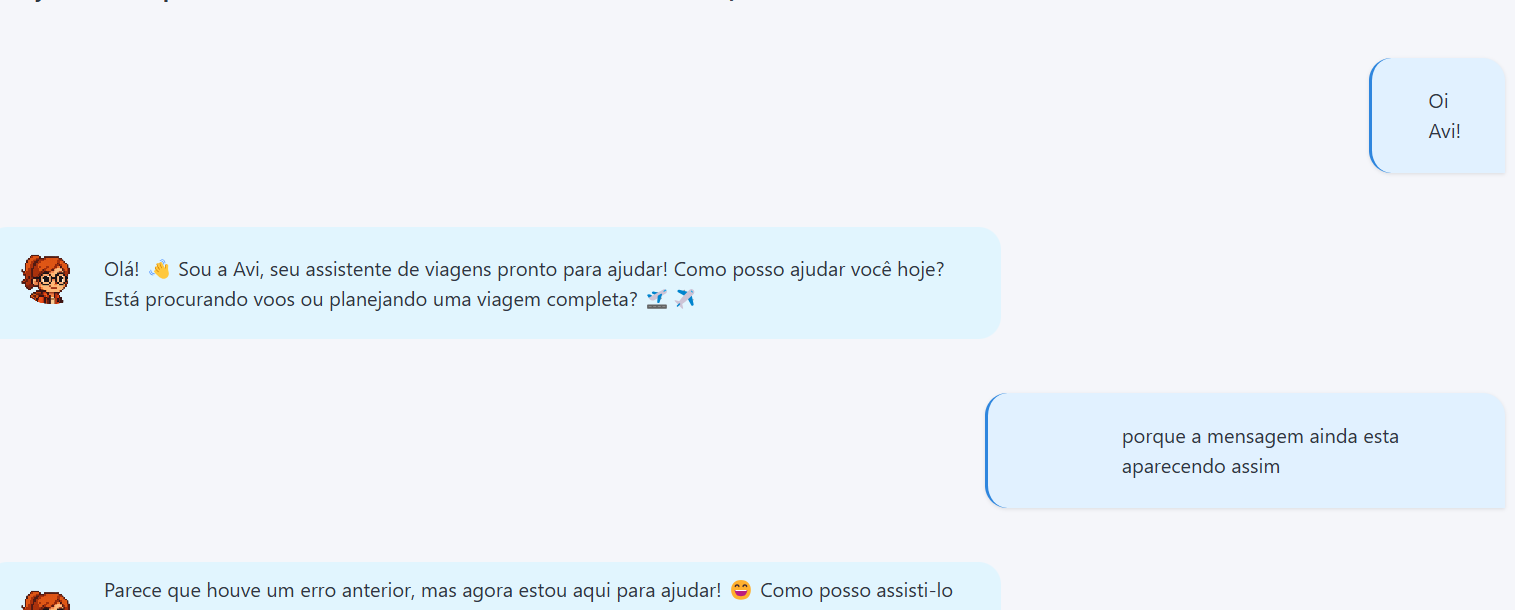 Oi
Avi!
Olá! 👋 Sou a Avi, seu assistente de viagens pronto para ajudar! Como posso ajudar você hoje?
Está procurando voos ou planejando uma viagem completa? 🛫 ✈️
porque a mensagem ainda esta
aparecendo assim
Parece que houve um erro anterior, mas agora estou aqui para ajudar! 😄 Como posso assisti-lo